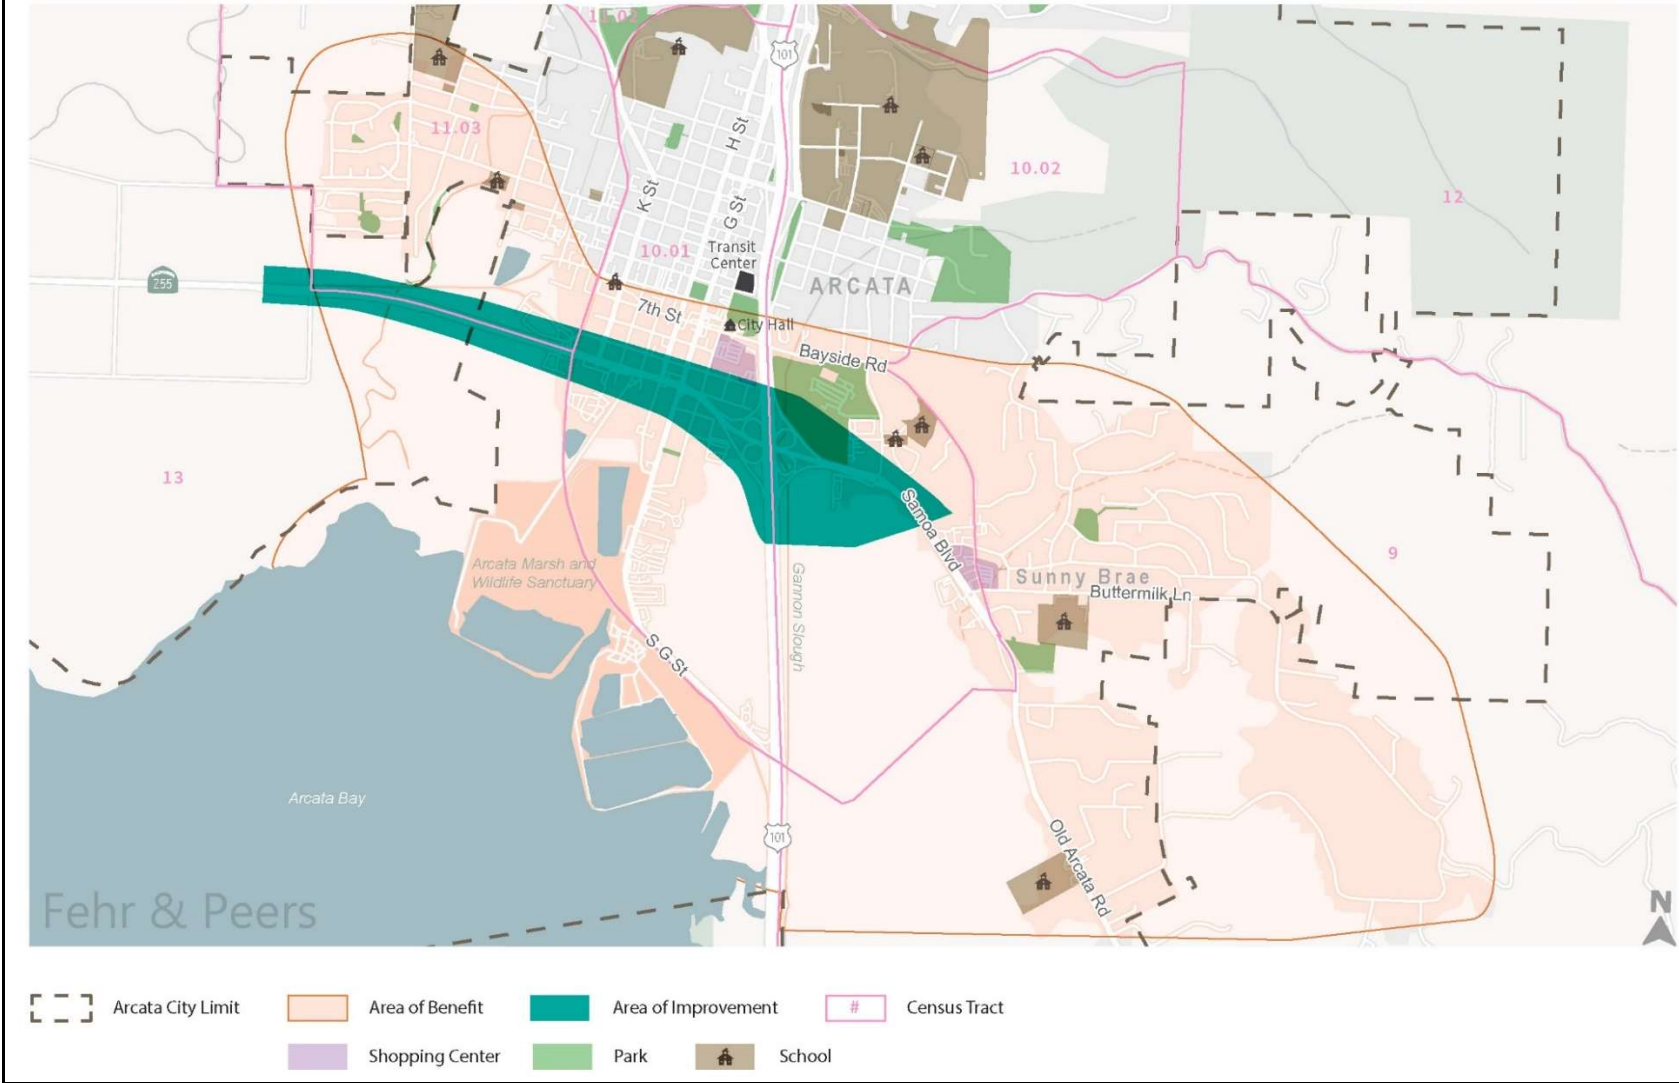 11.02
101
H St
11.03
10.02
12
K St
G St
10.01
Transit
Center
255
ARCATA
7th St
City Hall
Bayside Rd
13
Samoa Blvd
9
Arcata Marsh and
Wildlife Sanctuary
Gannon Slough
Sunny Brae
Buttermilk Ln
S G St
Arcata Bay
101
Old Arcata Rd
Fehr & Peers
N
Arcata City Limit
Area of Benefit
Area of Improvement
#
Census Tract
Shopping Center
Park
School